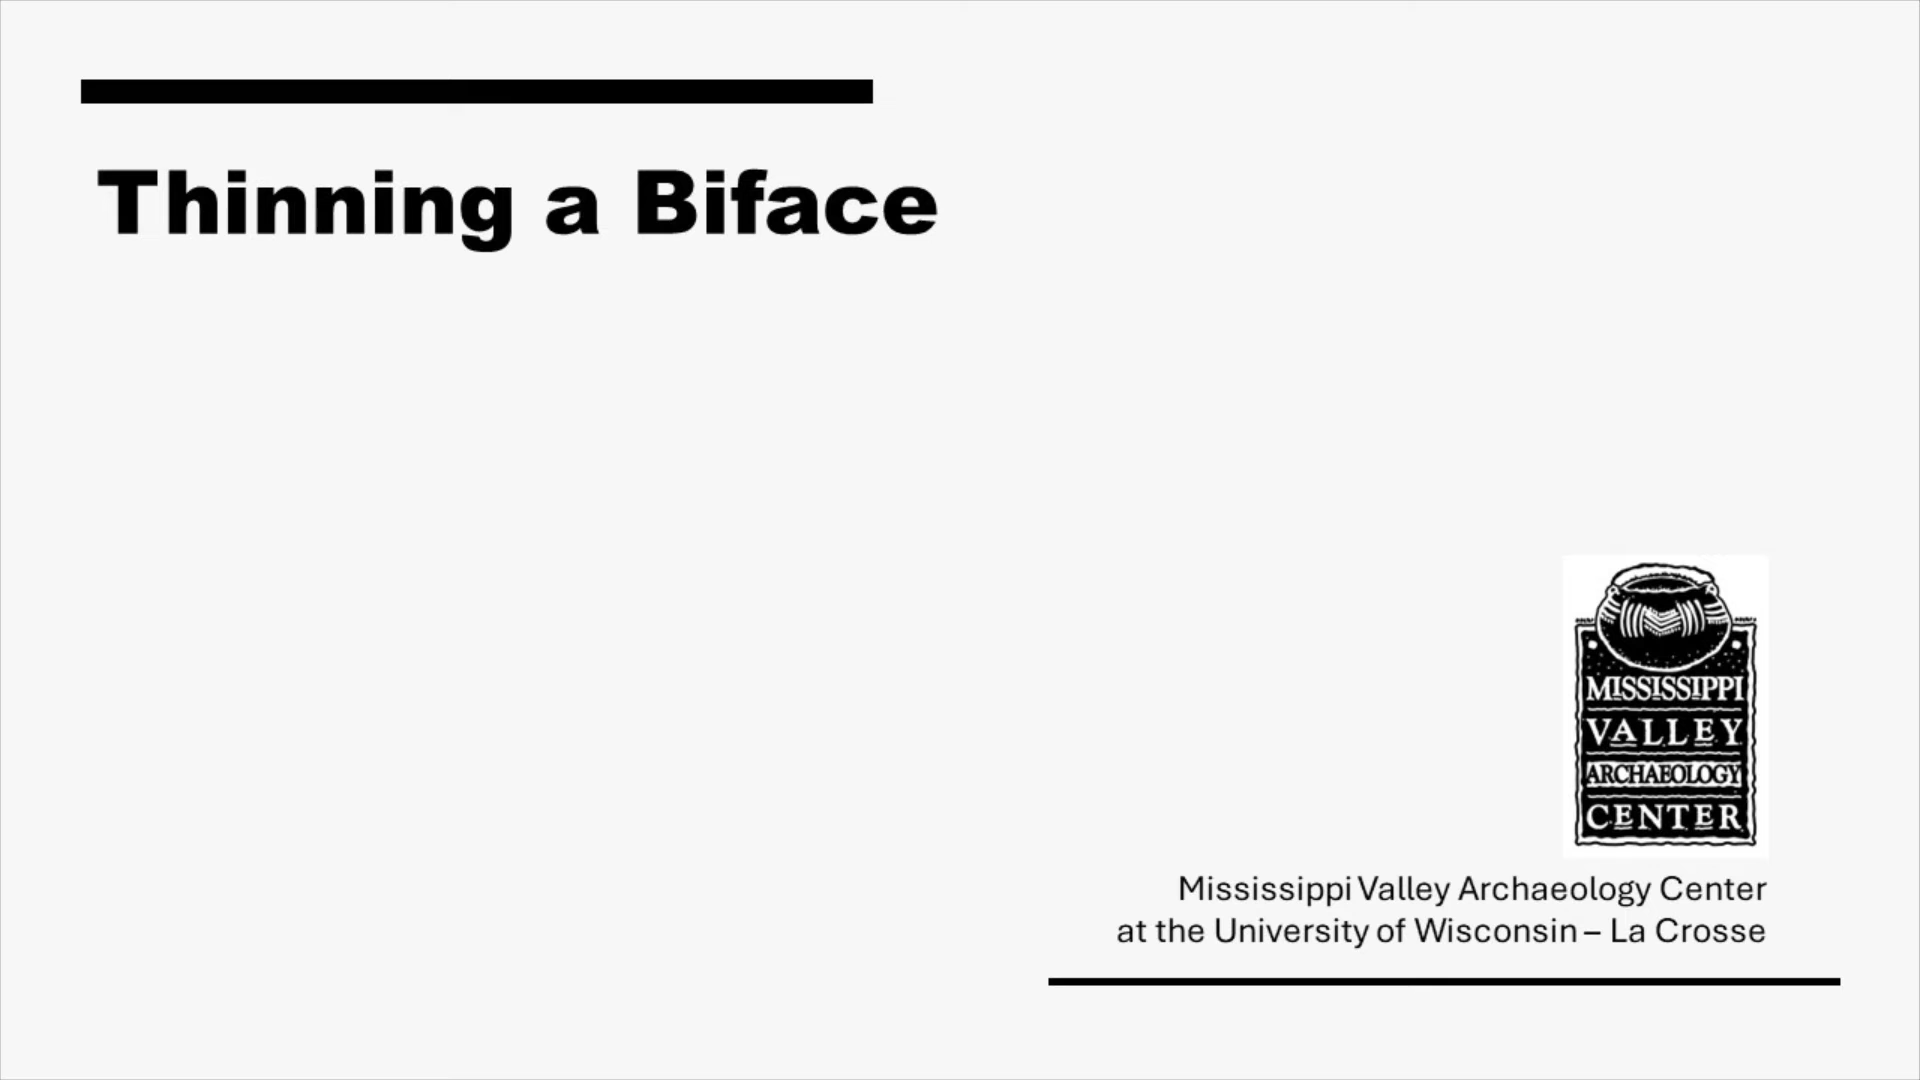 Thinning a Biface
MISSISSIPPI
VALLEY
ARCHAEOLOGY
CENTER
Mississippi Valley Archaeology Center
at the University of Wisconsin – La Crosse